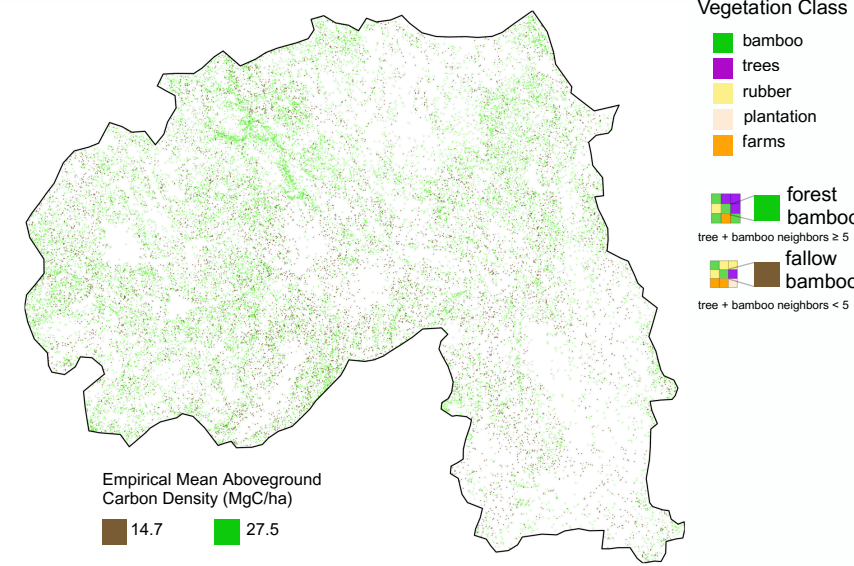 Vegetation Class
bamboo
trees
rubber
plantation
farms
forest
bamboo
tree + bamboo neighbors ≥ 5
fallow
bamboo
tree + bamboo neighbors < 5
Empirical Mean Aboveground
Carbon Density (MgC/ha)
14.7
27.5